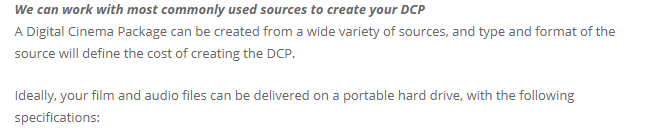 We can work with most commonly used sources to create your DCP
A Digital Cinema Package can be created from a wide variety of sources, and type and format of the
source will define the cost of creating the DCP.
Ideally, your film and audio files can be delivered on a portable hard drive, with the following
specifications: